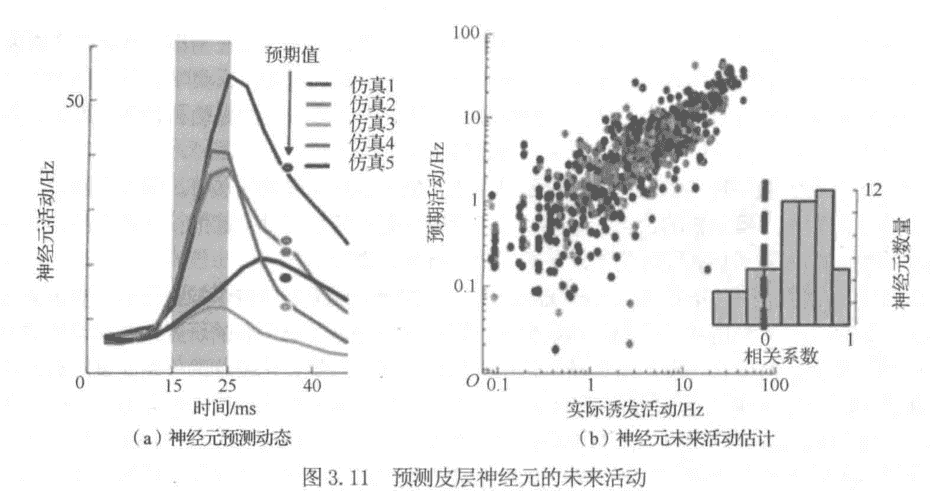 预期值
仿真1
仿真2
仿真3
仿真4
仿真5
50
神经元活动/Hz
0
15
25
40
时间/ms
(a)神经元预测动态
100
10
1
0.1
预期活动/Hz
O
0.1
1
10
100
实际诱发活动/Hz
12
神经元数量
0
1
相关系数
(b)神经元未来活动估计
图 3.11 预测皮层神经元的未来活动